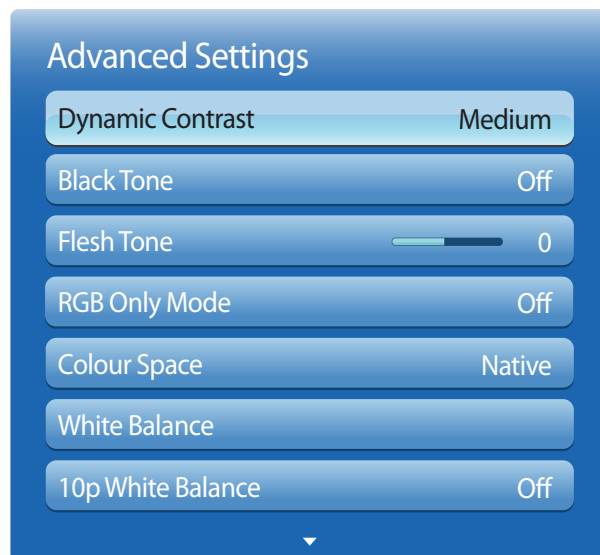 Advanced Settings
Dynamic Contrast Medium
Black Tone Off
Flesh Tone 0
RGB Only Mode Off
Colour Space Native
White Balance
10p White Balance Off